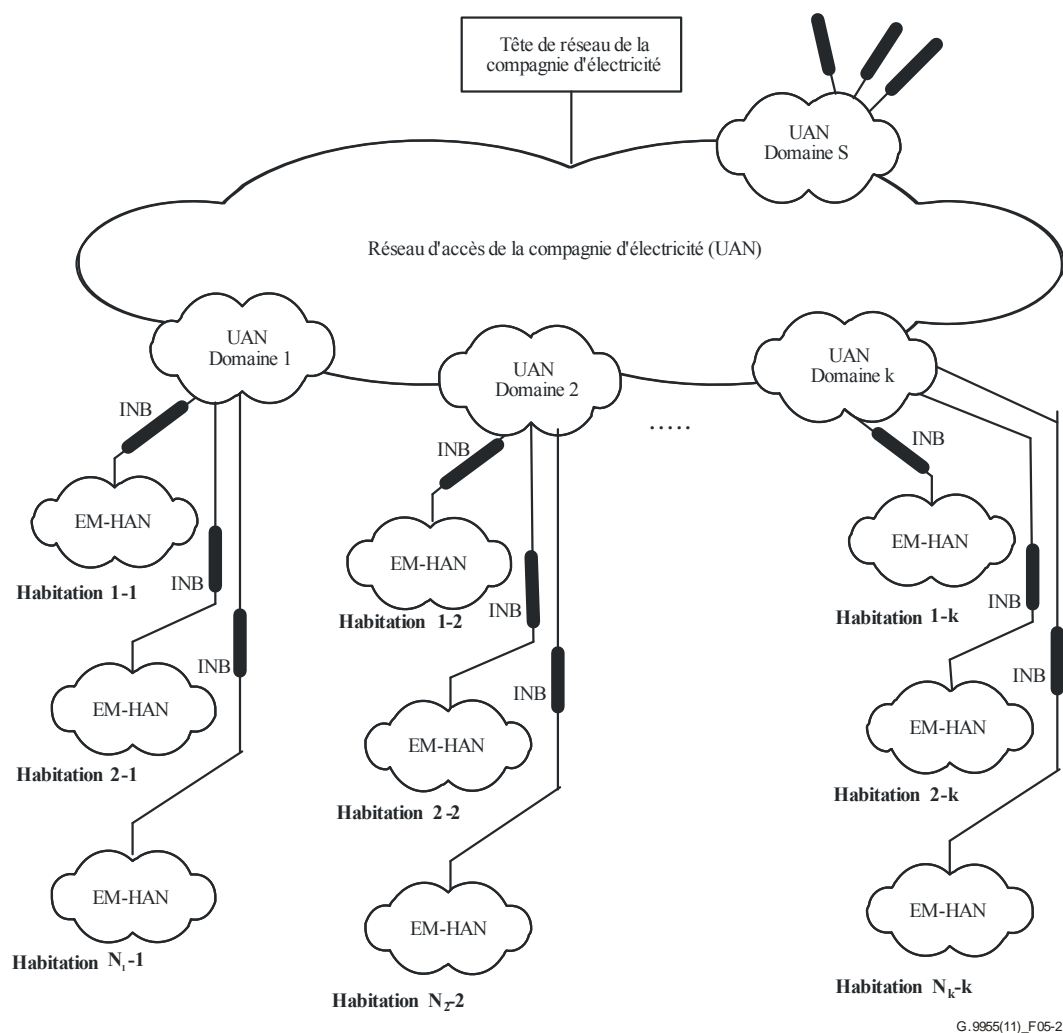 Tête de réseau de la
compagnie d'électricité
UAN
Domaine S
Réseau d'accès de la compagnie d'électricité (UAN)
UAN
Domaine 1
UAN
Domaine 2
UAN
Domaine k
.....
INB
INB
INB
EM-HAN
EM-HAN
EM-HAN
Habitation 1-1
Habitation 1-2
Habitation 1-k
INB
INB
INB
INB
INB
INB
EM-HAN
EM-HAN
EM-HAN
Habitation 2-1
Habitation 2-2
Habitation 2-k
EM-HAN
EM-HAN
EM-HAN
Habitation N₁-1
Habitation N₂-2
Habitation Nₖ-k
G.9955(11)_F05-2